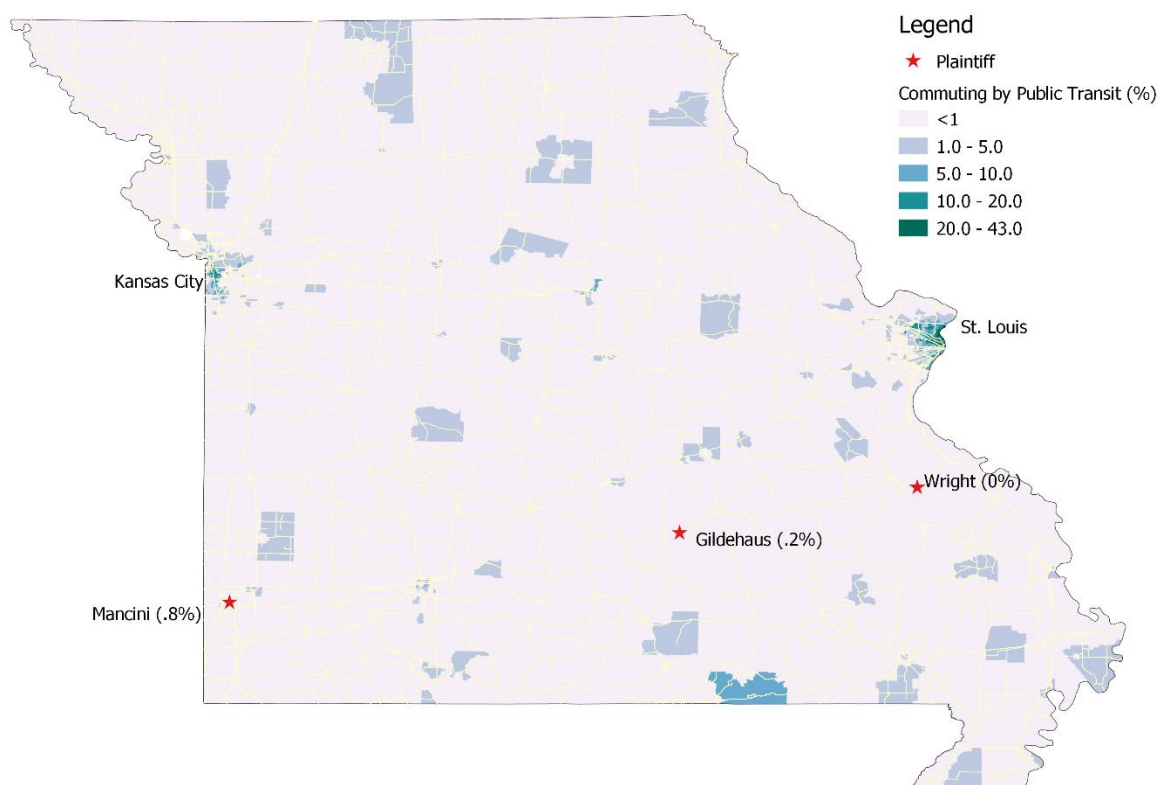 Legend
Plaintiff
Commuting by Public Transit (%)
<1
1.0 - 5.0
5.0 - 10.0
10.0 - 20.0
20.0 - 43.0
Kansas City
St. Louis
Wright (0%)
Gildehaus (.2%)
Mancini (.8%)